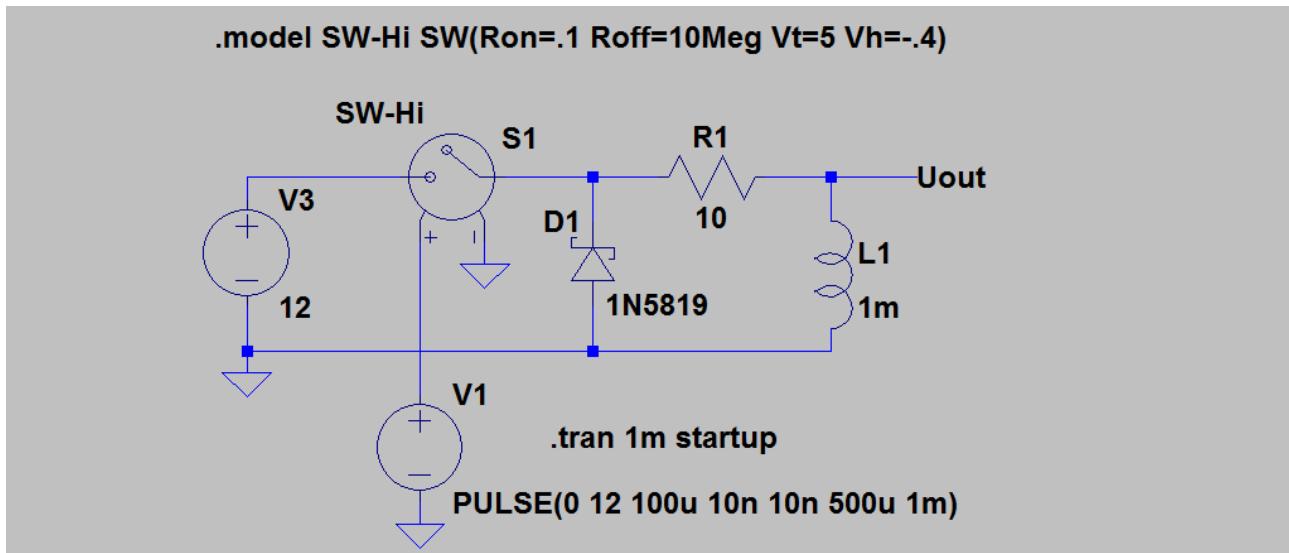 .model SW-Hi SW(Ron=.1 Roff=10Meg Vt=5 Vh=-.4)
SW-Hi
S1
R1
10
Uout
V3
+
−
12
+
−
D1
1N5819
L1
1m
V1
+
−
.tran 1m startup
PULSE(0 12 100u 10n 10n 500u 1m)